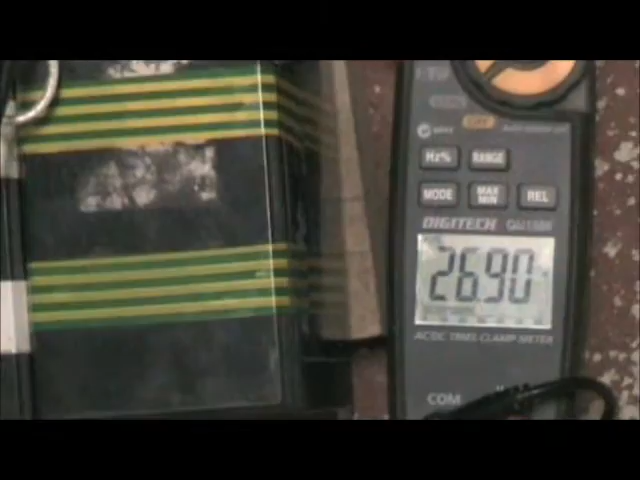 Hz% RANGE
MODE MAX MIN REL
DIGITECH
26.90
AC/DC TRMS CLAMP METER
COM